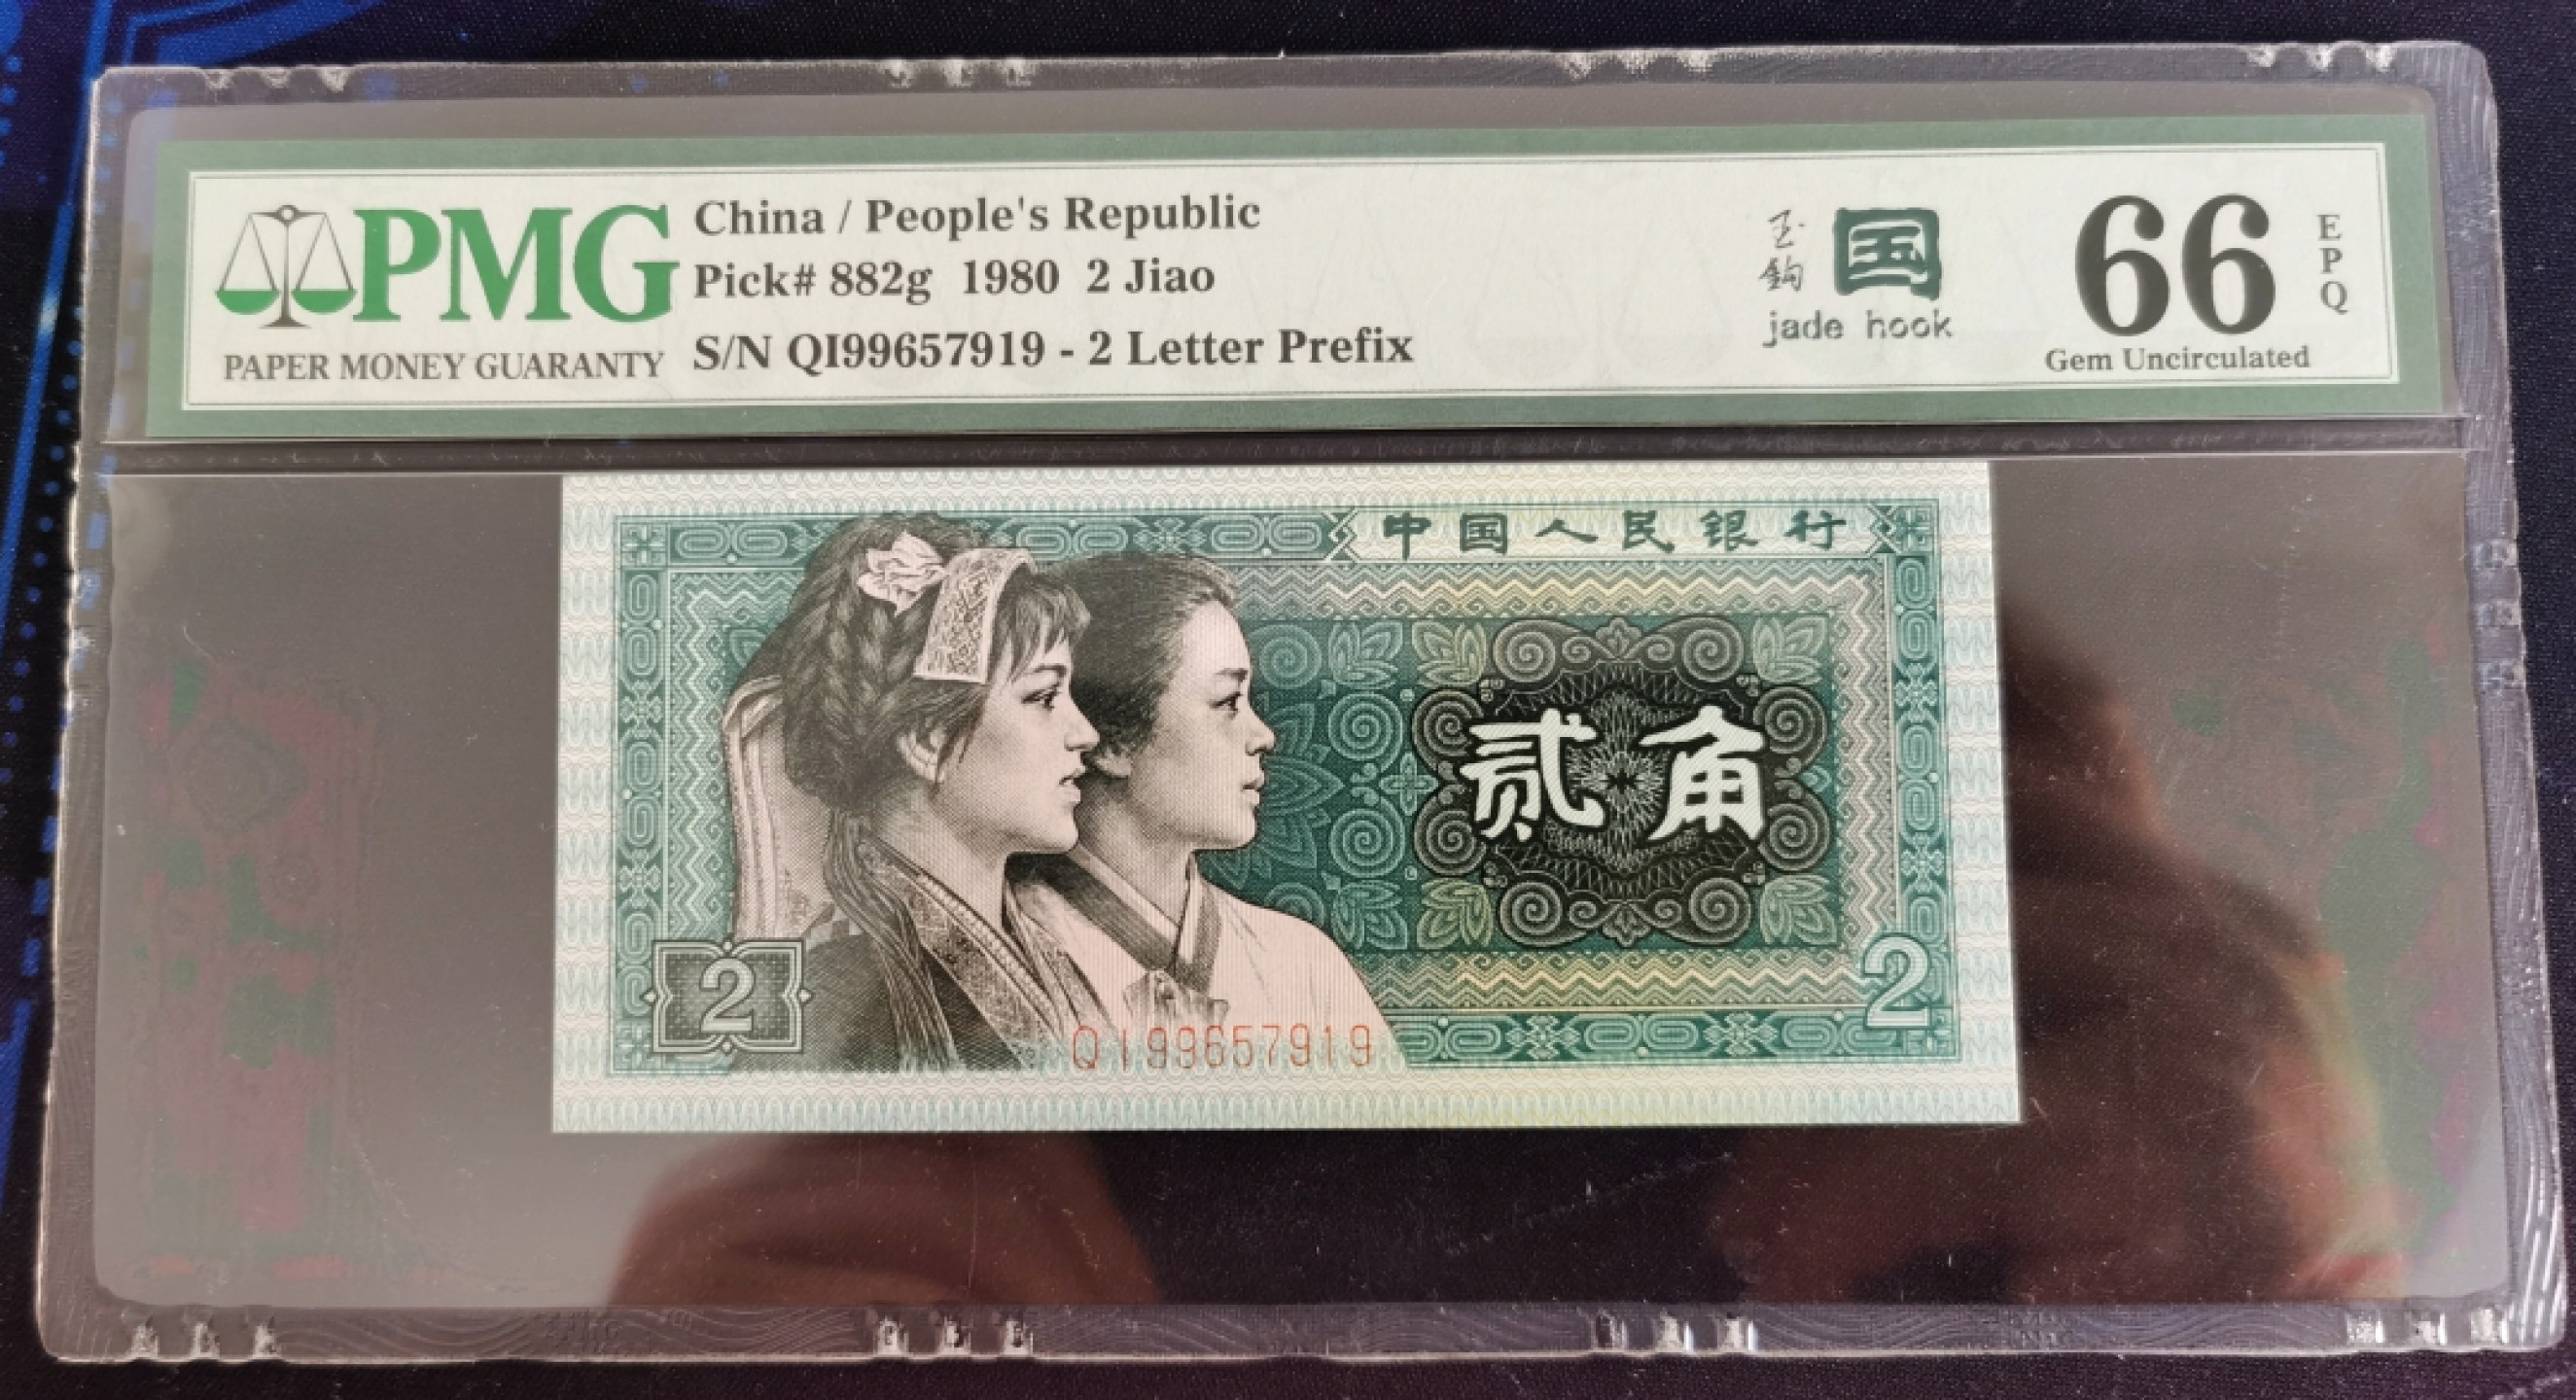 PMG
PAPER MONEY GUARANTY
China / People's Republic
Pick# 882g 1980 2 Jiao
S/N QI99657919 - 2 Letter Prefix
玉鉤
国
jade hook
66
EPQ
Gem Uncirculated
中国人民银行
贰角
2
2
QI99657919